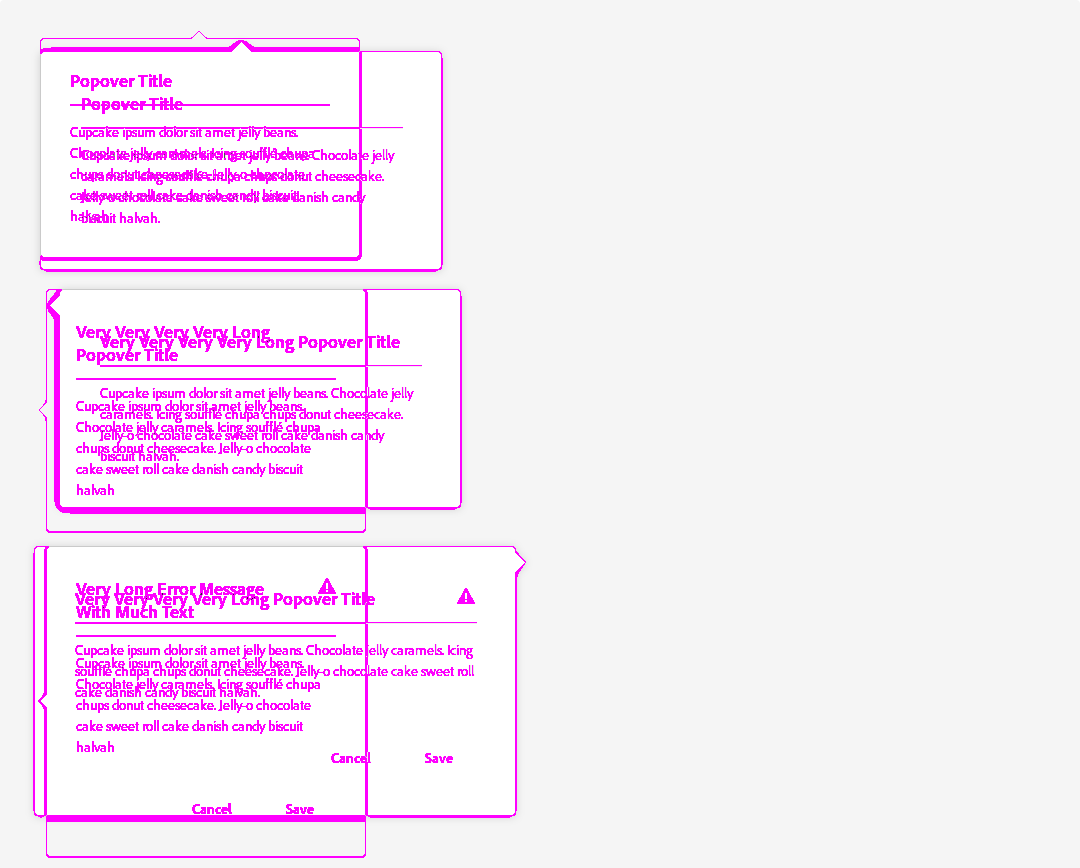 Popover Title
Popover Title
Cupcake ipsum dolor sit amet jelly beans.
Chocolate jelly caramels. Icing soufflé chupa
chups donut cheesecake. Jelly-o chocolate
cake sweet roll cake danish candy biscuit
halvah.
Cupcake ipsum dolor sit amet jelly beans. Chocolate jelly
caramels. Icing soufflé chupa chups donut cheesecake.
Jelly-o chocolate cake sweet roll cake danish candy
biscuit halvah.
Very Very Very Very Long
Popover Title
Very Very Very Very Long Popover Title
Cupcake ipsum dolor sit amet jelly beans. Chocolate jelly
caramels. Icing soufflé chupa chups donut cheesecake.
Jelly-o chocolate cake sweet roll cake danish candy
biscuit halvah.
Cupcake ipsum dolor sit amet jelly beans.
Chocolate jelly caramels. Icing soufflé chupa
chups donut cheesecake. Jelly-o chocolate
cake sweet roll cake danish candy biscuit
halvah
Very Long Error Message
With Much Text
Very Very Very Very Long Popover Title
Cupcake ipsum dolor sit amet jelly beans. Chocolate jelly caramels. Icing
soufflé chupa chups donut cheesecake. Jelly-o chocolate cake sweet roll
cake danish candy biscuit halvah.
Cupcake ipsum dolor sit amet jelly beans.
Chocolate jelly caramels. Icing soufflé chupa
chups donut cheesecake. Jelly-o chocolate
cake sweet roll cake danish candy biscuit
halvah
Cancel Save
Cancel Save